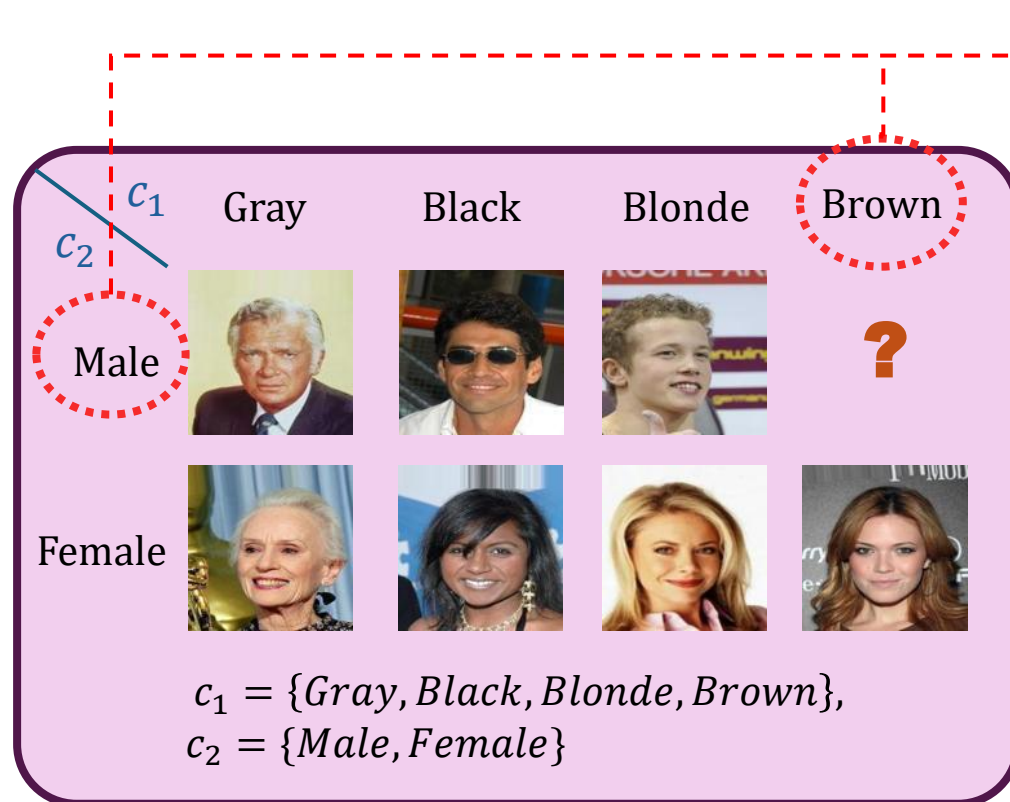 c₁
c₂
Gray Black Blonde Brown
Male ?
Female
c₁ = {Gray, Black, Blonde, Brown},
c₂ = {Male, Female}